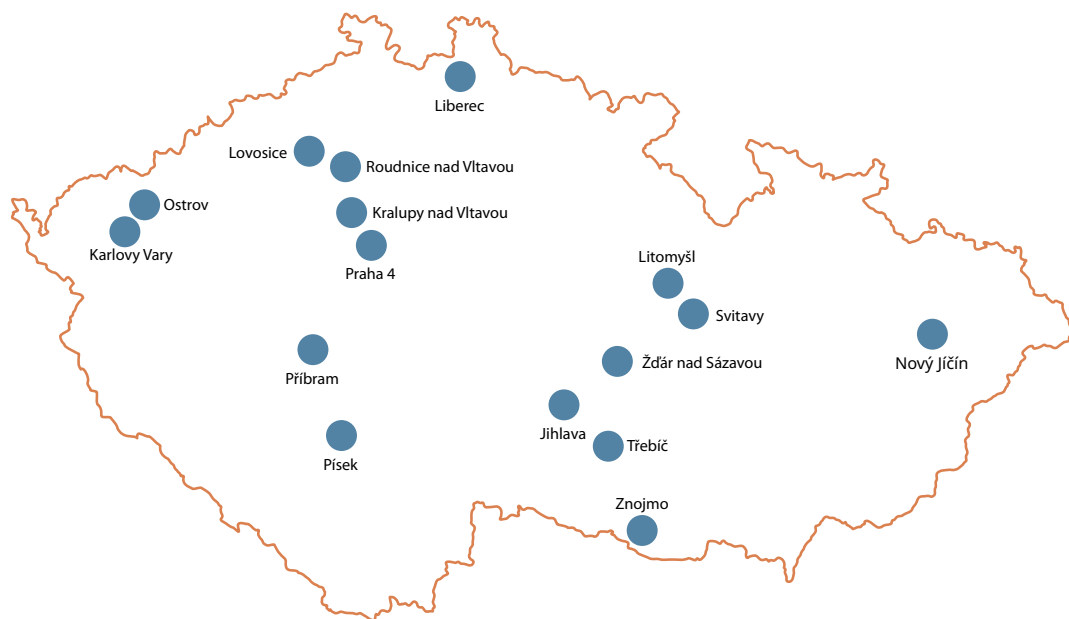 Liberec
Lovosice
Roudnice nad Vltavou
Ostrov
Kralupy nad Vltavou
Karlovy Vary
Praha 4
Litomyšl
Svitavy
Žďár nad Sázavou
Nový Jíčín
Příbram
Jihlava
Třebíč
Písek
Znojmo